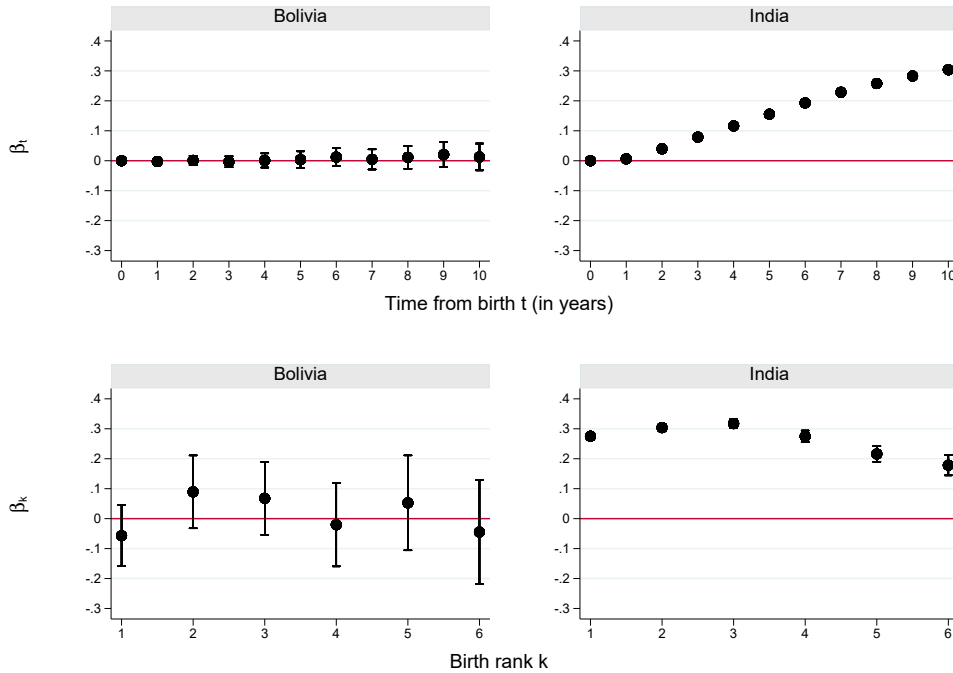 Bolivia
India
βt
.4
.3
.2
.1
0
-.1
-.2
-.3
0 1 2 3 4 5 6 7 8 9 10
.4
.3
.2
.1
0
-.1
-.2
-.3
0 1 2 3 4 5 6 7 8 9 10
Time from birth t (in years)
Bolivia
India
βk
.4
.3
.2
.1
0
-.1
-.2
-.3
1 2 3 4 5 6
.4
.3
.2
.1
0
-.1
-.2
-.3
1 2 3 4 5 6
Birth rank k